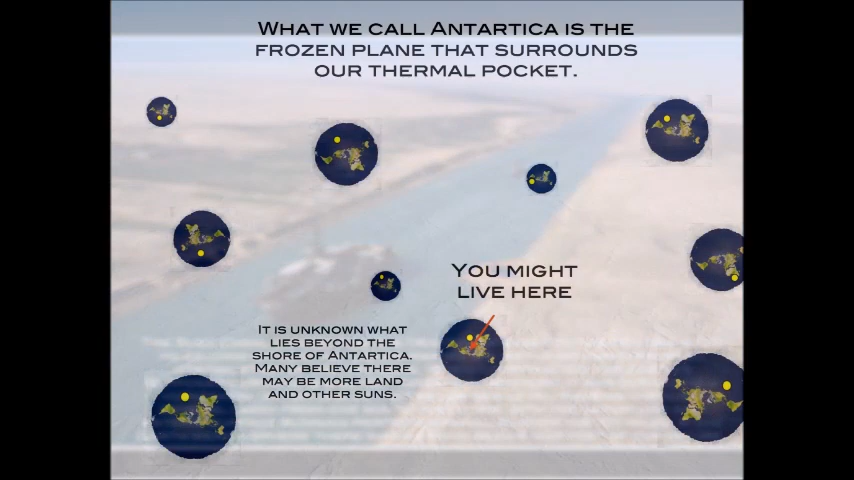 What we call Antartica is the
frozen plane that surrounds
our thermal pocket.
You might
live here
It is unknown what
lies beyond the
shore of Antartica.
Many believe there
may be more land
and other suns.